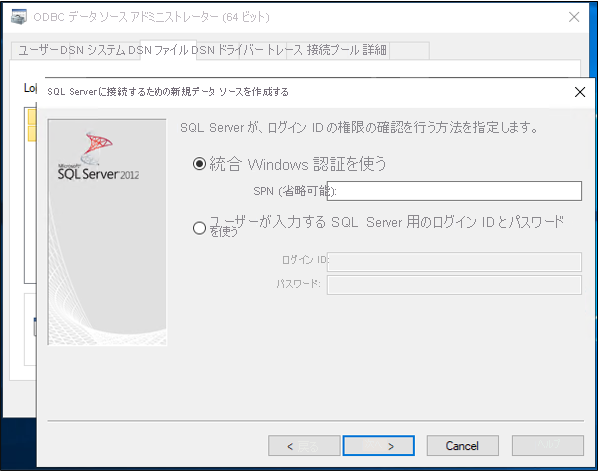 ODBC データ ソース アドミニストレーター (64 ビット)
ユーザー DSN システム DSN ファイル DSN ドライバー トレース 接続プール 詳細
SQL Serverに接続するための新規データ ソースを作成する
SQL Server が、ログイン ID の権限の確認を行う方法を指定します。
Microsoft
SQL Server 2012
統合 Windows 認証を使う
SPN (省略可能):
ユーザーが入力する SQL Server 用のログイン ID とパスワード
を使う
ログイン ID:
パスワード:
< 
>
Cancel